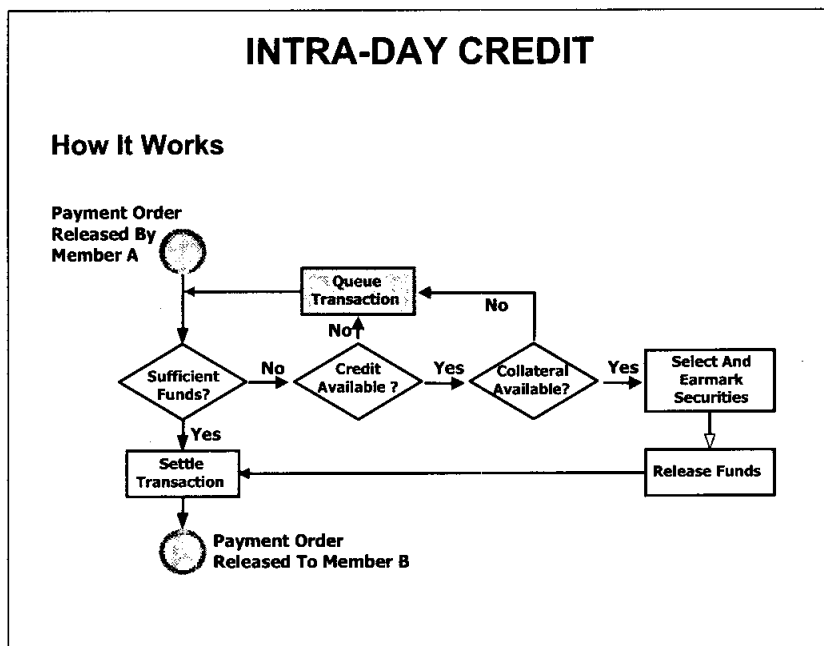 INTRA-DAY CREDIT
How It Works
Payment Order
Released By
Member A
Queue
Transaction
No
No
Sufficient
Funds?
No
Credit
Available ?
Yes
Collateral
Available?
Yes
Select And
Earmark
Securities
Yes
Settle
Transaction
Release Funds
Payment Order
Released To Member B